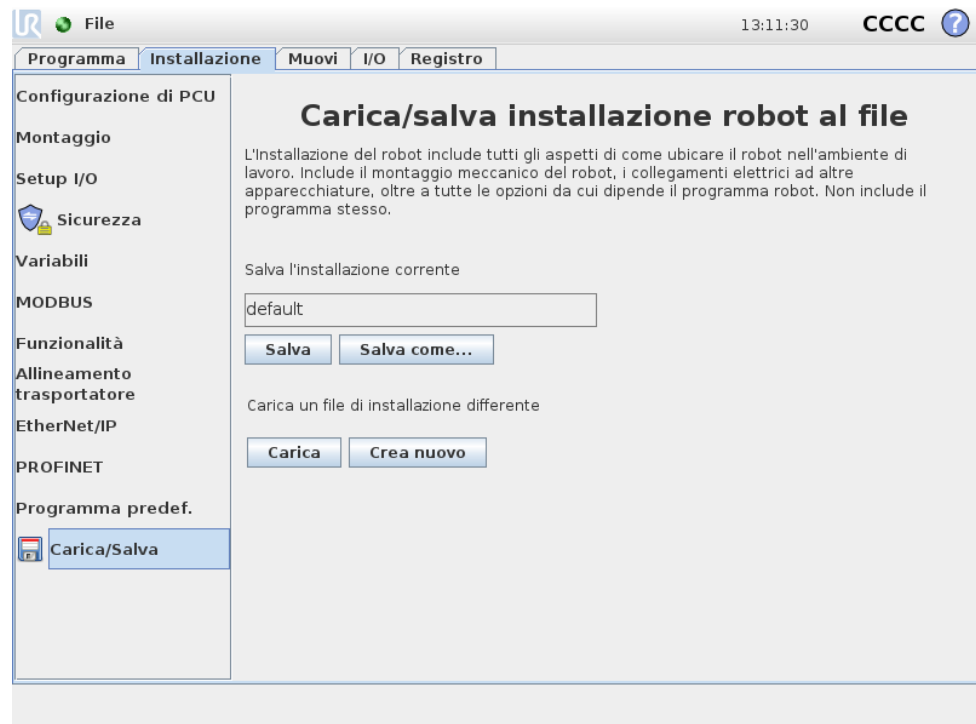 UR File 13:11:30 CCCC ?
Programma Installazione Muovi I/O Registro
Configurazione di PCU
Montaggio
Setup I/O
Sicurezza
Variabili
MODBUS
Funzionalità
Allineamento
trasportatore
EtherNet/IP
PROFINET
Programma predef.
Carica/Salva
Carica/salva installazione robot al file
L'Installazione del robot include tutti gli aspetti di come ubicare il robot nell'ambiente di
lavoro. Include il montaggio meccanico del robot, i collegamenti elettrici ad altre
apparecchiature, oltre a tutte le opzioni da cui dipende il programma robot. Non include il
programma stesso.
Salva l'installazione corrente
default
Salva Salva come...
Carica un file di installazione differente
Carica Crea nuovo